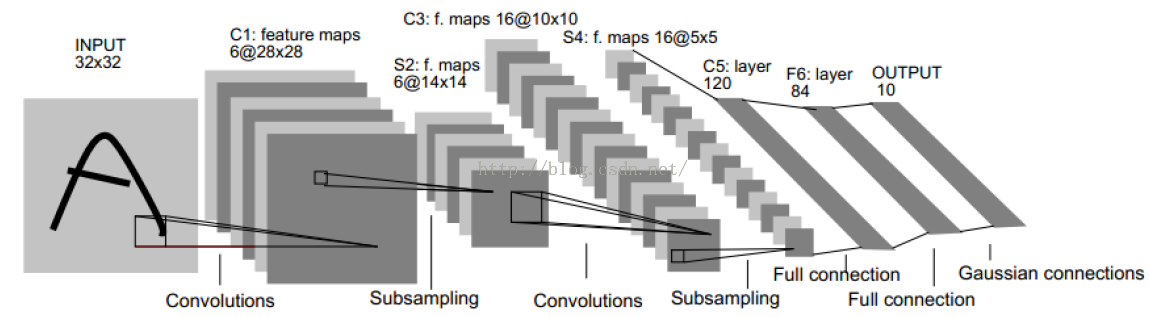 INPUT
32x32
C1: feature maps
6@28x28
S2: f. maps
6@14x14
C3: f. maps 16@10x10
S4: f. maps 16@5x5
C5: layer
120
F6: layer
84
OUTPUT
10
http://blog.csdn.net/
Convolutions
Subsampling
Convolutions
Subsampling
Full connection
Full connection
Gaussian connections